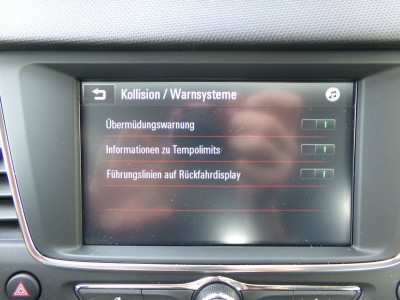 Kollision / Warnsysteme
Übermüdungswarnung
Informationen zu Tempolimits
Führungslinien auf Rückfahrdisplay